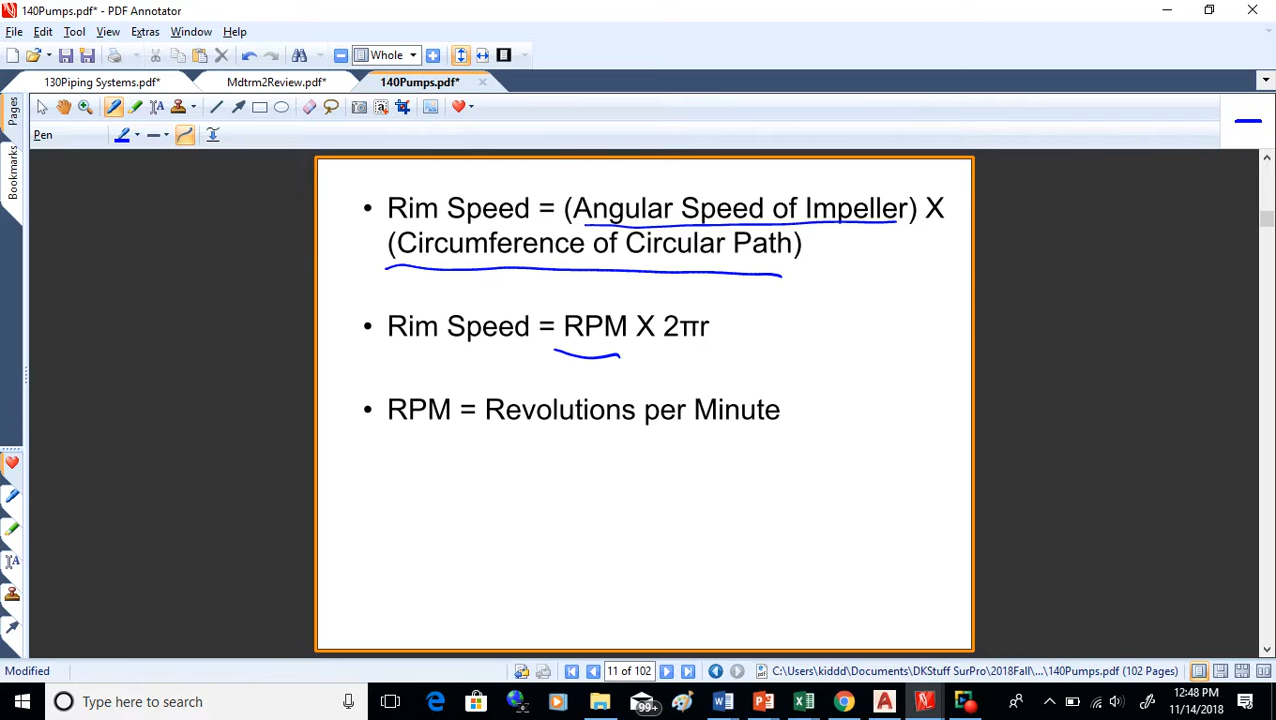 140Pumps.pdf* - PDF Annotator
File Edit Tool View Extras Window Help
Whole
130Piping Systems.pdf* Mdtrm2Review.pdf* 140Pumps.pdf*
Pen
Pages
Bookmarks
• Rim Speed = (Angular Speed of Impeller) X
(Circumference of Circular Path)
• Rim Speed = RPM X 2πr
• RPM = Revolutions per Minute
Modified
11 of 102
C:\Users\kiddd\Documents\DKStuff SurPro\2018Fall\...\140Pumps.pdf (102 Pages)
Type here to search
99+
12:48 PM
11/14/2018